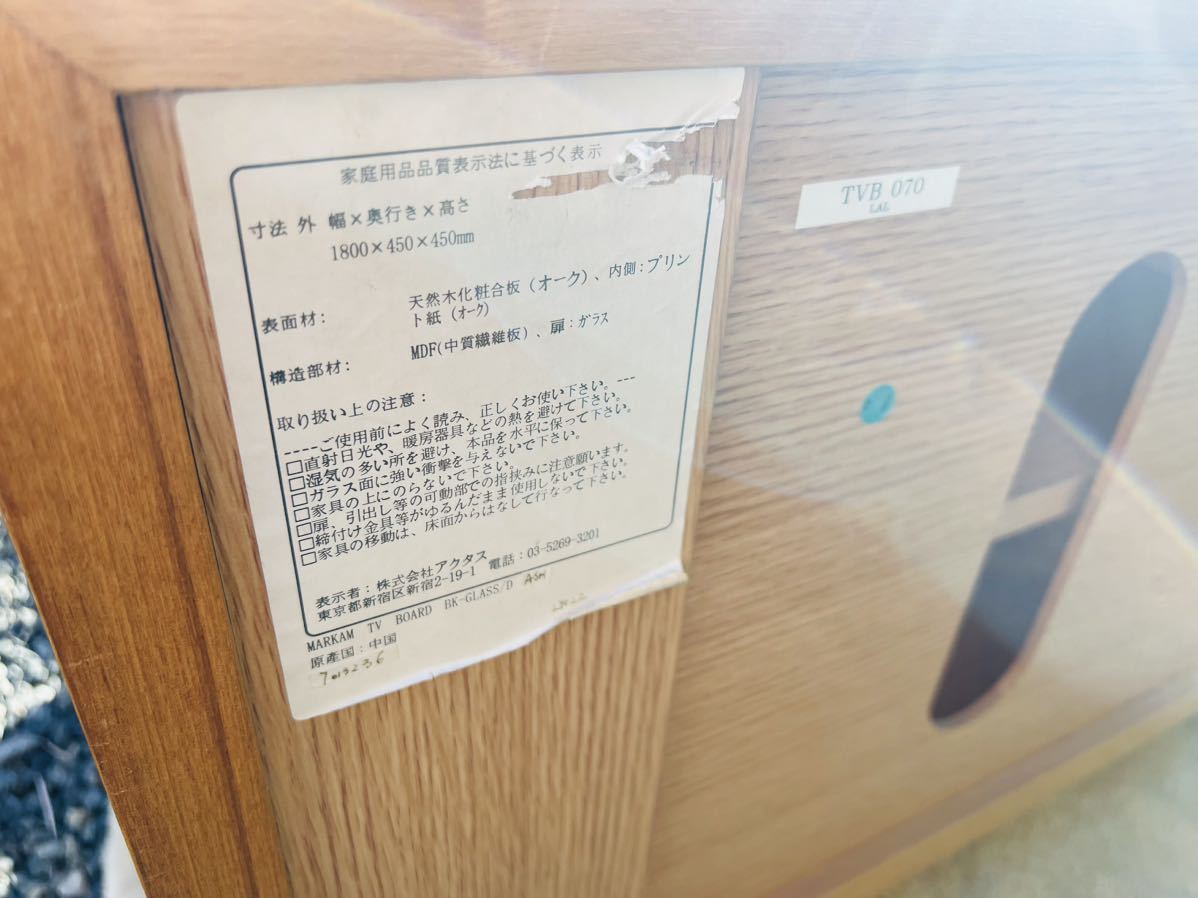 家庭用品品質表示法に基づく表示
寸法 外 幅×奥行き×高さ
1800×450×450mm
表面材: 天然木化粧合板 (オーク)、内側:プリン
ト紙 (オーク)
構造部材: MDF(中質繊維板) 、扉:ガラス
取り扱い上の注意:
----ご使用前によく読み、正しくお使い下さい。---
□直射日光や、暖房器具などの熱を避けて下さい。
□湿気の多い所を避け、本品を水平に保って下さい。
□ガラス面に強い衝撃を与えないで下さい。
□家具の上にのらないで下さい。
□扉、引出し等の可動部での指挟みに注意願います。
□締付け金具等がゆるんだまま使用しないで下さい。
□家具の移動は、床面からはなして行なって下さい。
表示者:株式会社アクタス
東京都新宿区新宿2-19-1 電話:03-5269-3201
MARKAM TV BOARD BK-GLASS/D
原産国:中国
7013236
TVB 070
LAL